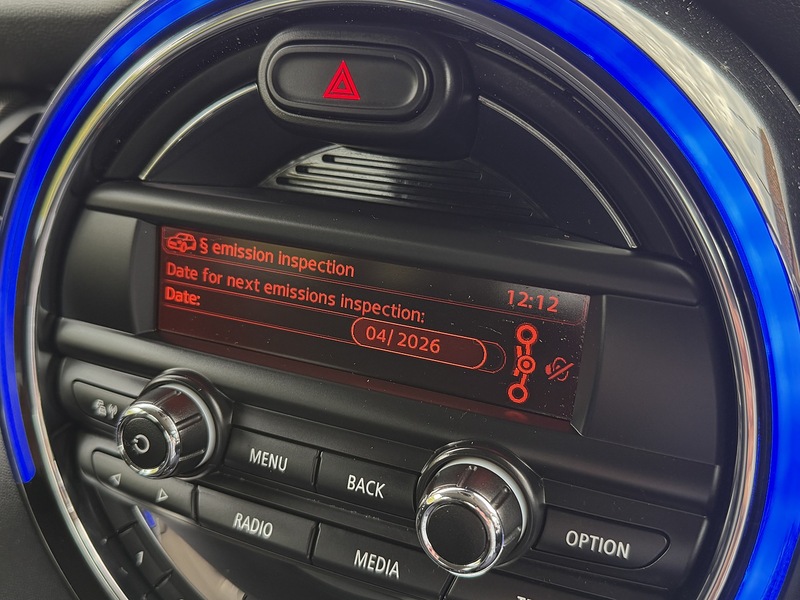 § emission inspection
12:12
Date for next emissions inspection:
Date:
04/2026
MENU
BACK
RADIO
MEDIA
OPTION